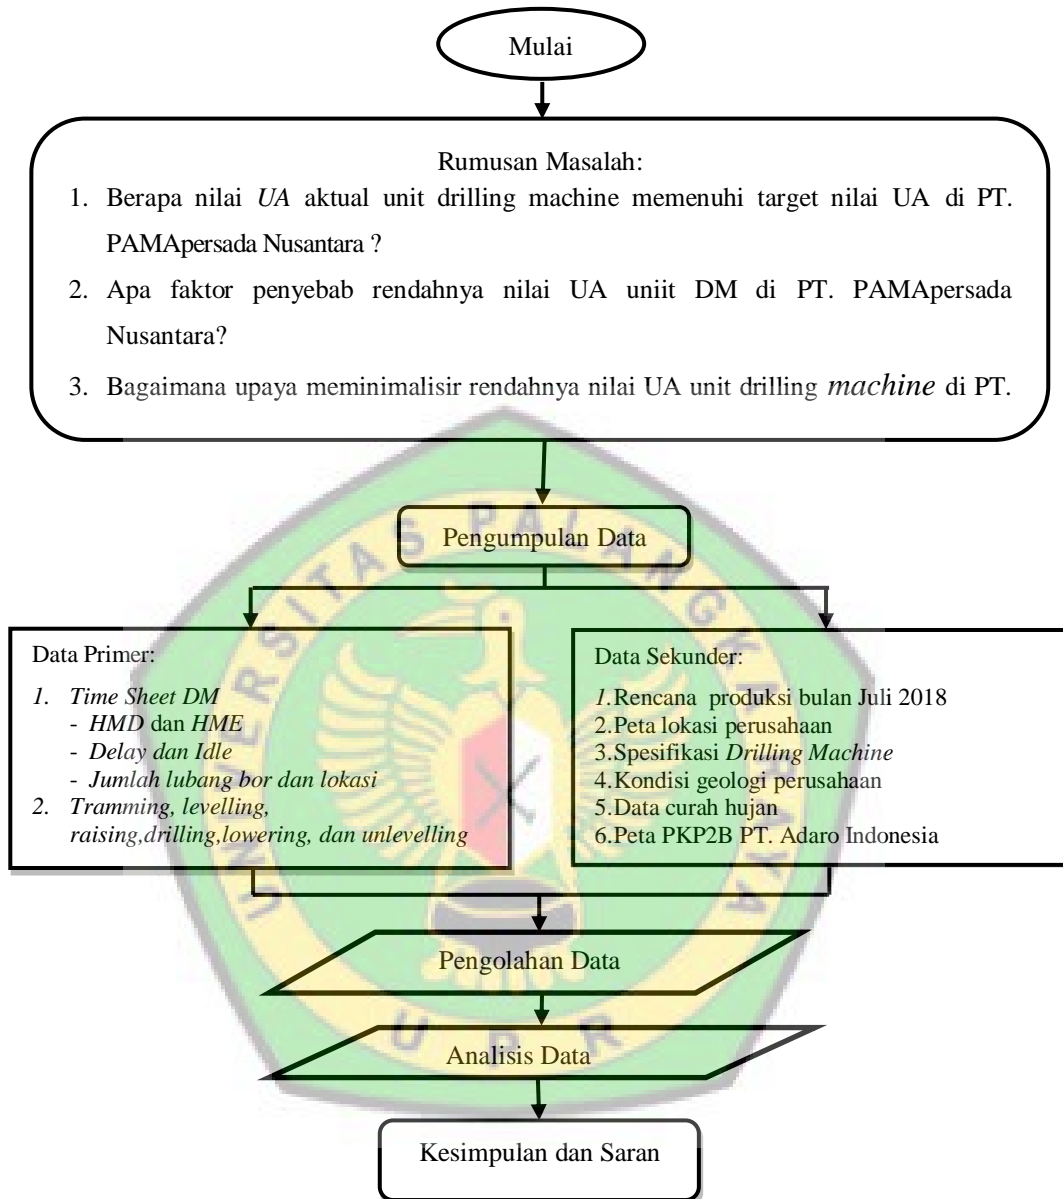 Mulai
Rumusan Masalah:
1. Berapa nilai UA aktual unit drilling machine memenuhi target nilai UA di PT.
PAMApersada Nusantara ?
2. Apa faktor penyebab rendahnya nilai UA uniit DM di PT. PAMApersada
Nusantara?
3. Bagaimana upaya meminimalisir rendahnya nilai UA unit drilling machine di PT.
Pengumpulan Data
UNIVERSITAS PALANGKA RAYA
Data Primer:
1. Time Sheet DM
- HMD dan HME
- Delay dan Idle
- Jumlah lubang bor dan lokasi
2. Tramming, levelling,
raising,drilling,lowering, dan unlevelling
Data Sekunder:
1.Rencana produksi bulan Juli 2018
2.Peta lokasi perusahaan
3.Spesifikasi Drilling Machine
4.Kondisi geologi perusahaan
5.Data curah hujan
6.Peta PKP2B PT. Adaro Indonesia
Pengolahan Data
Analisis Data
U P R
Kesimpulan dan Saran